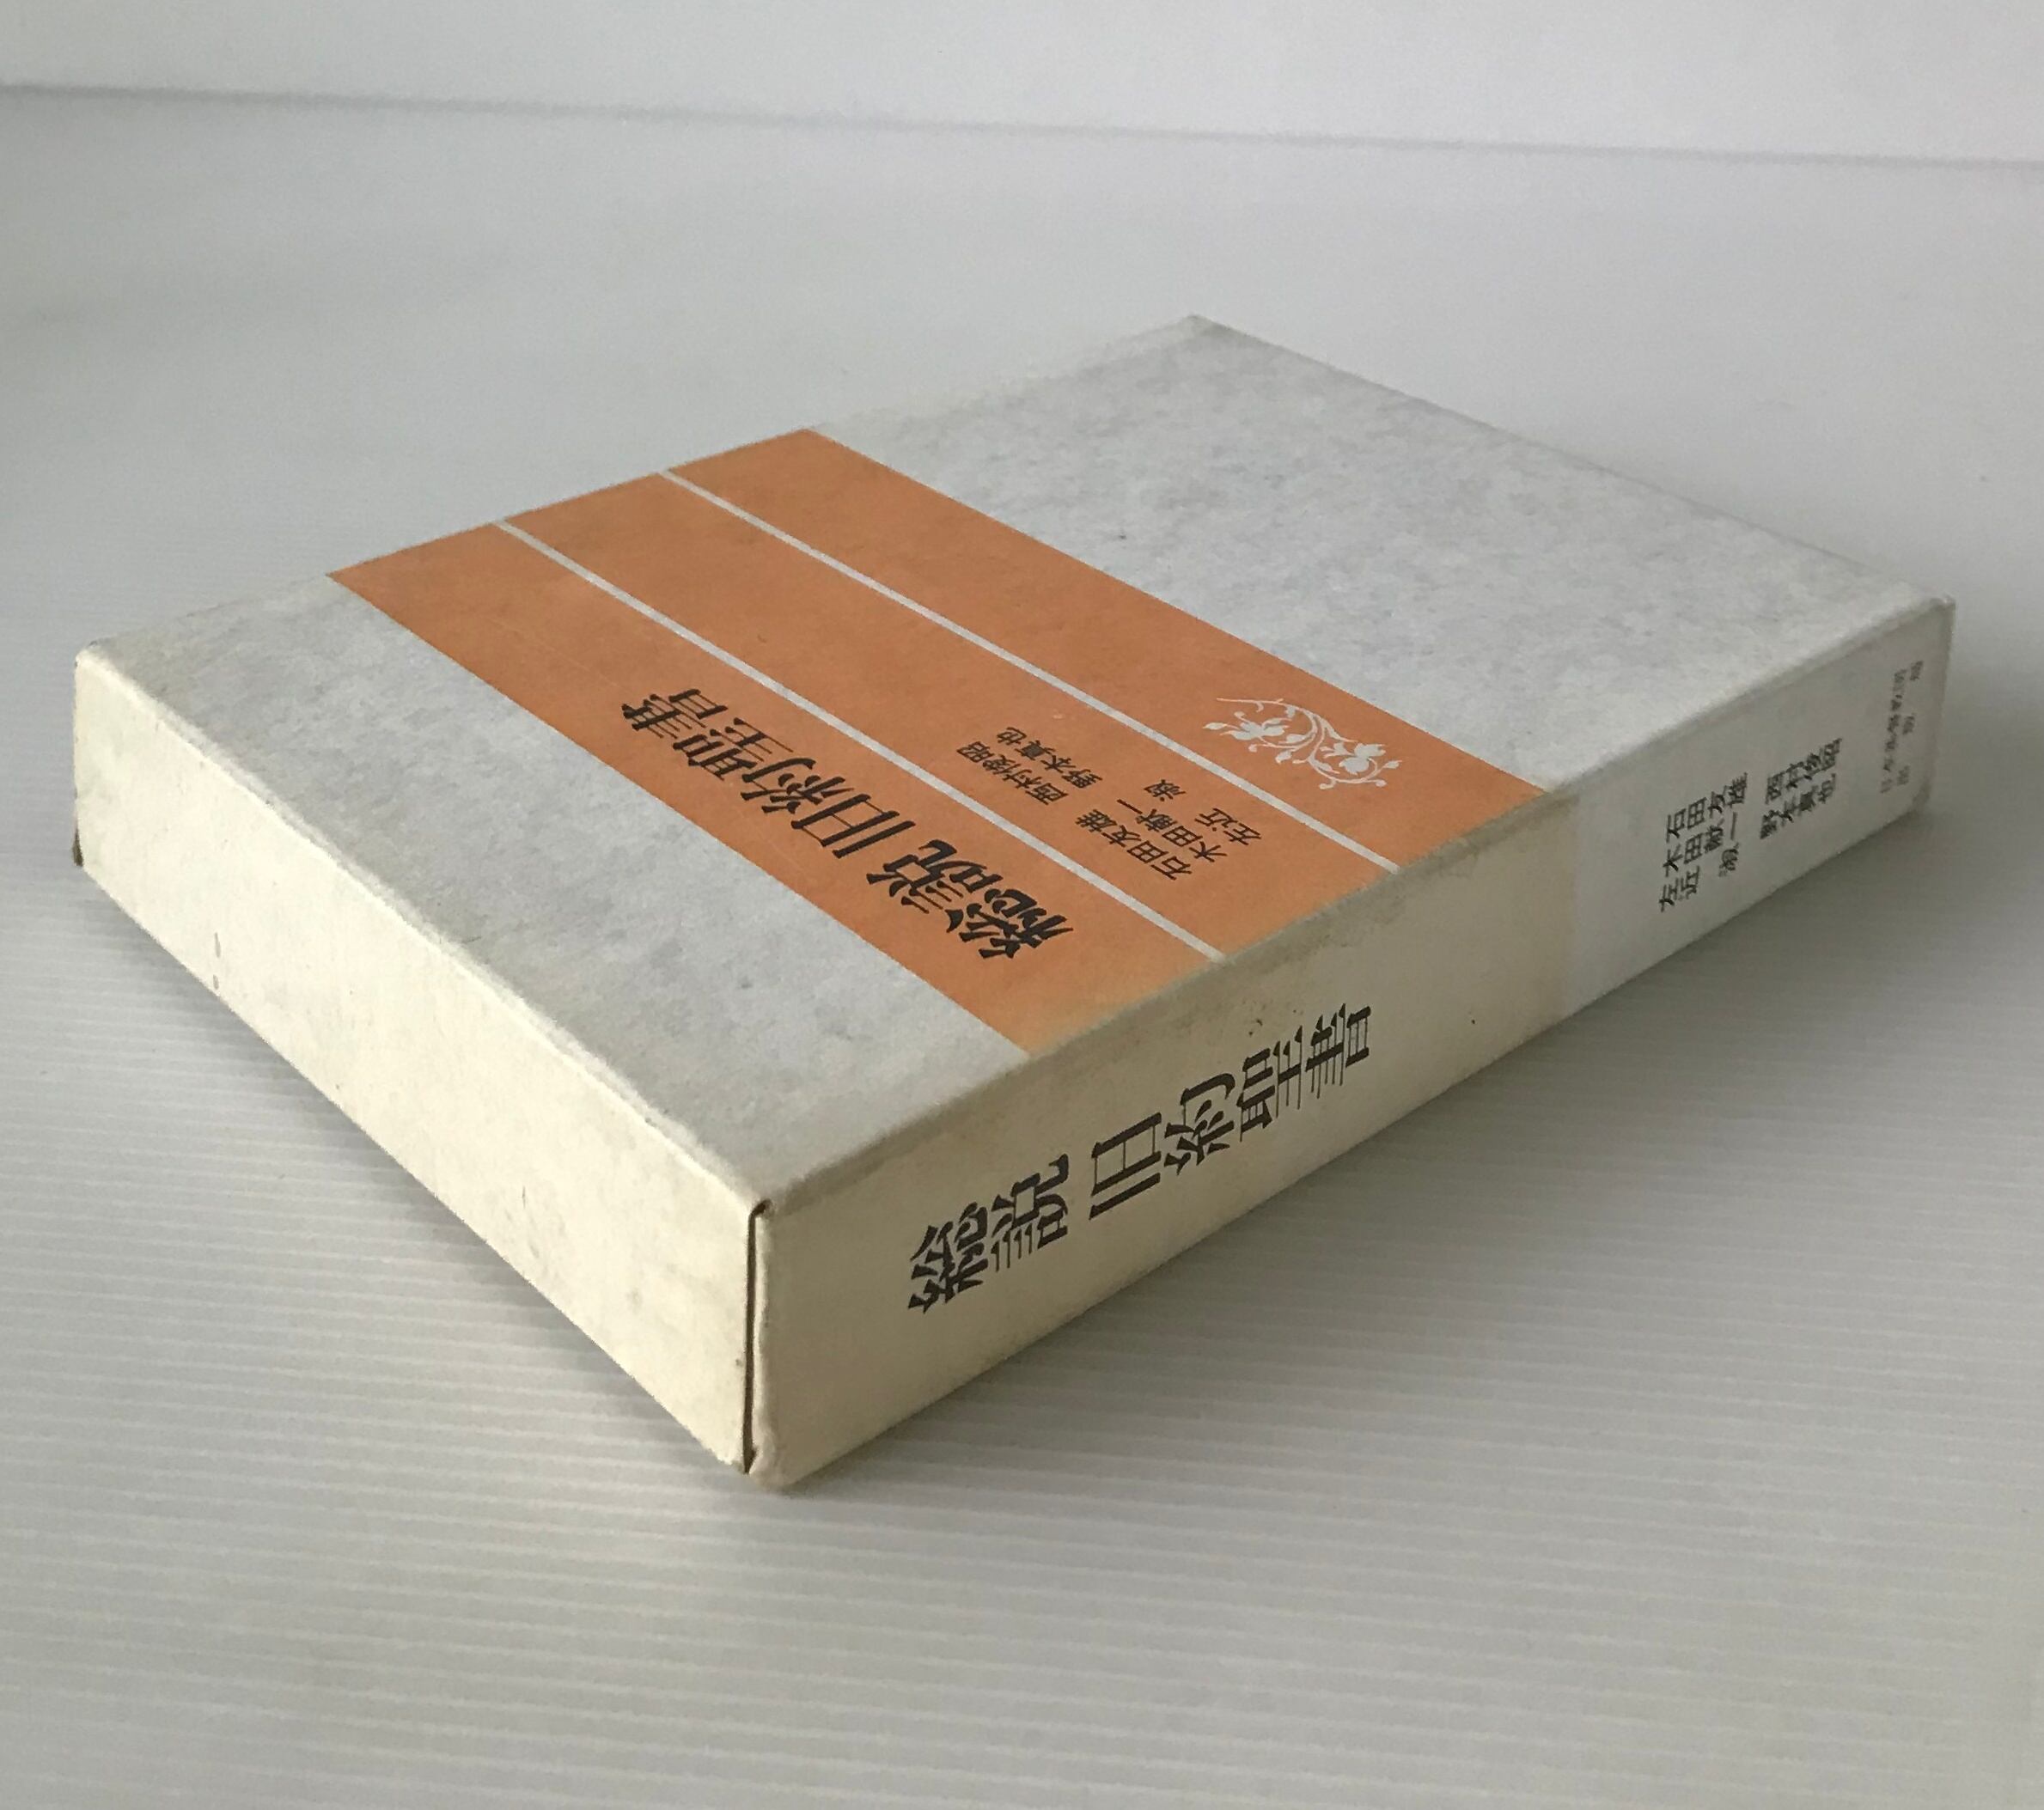 総説 旧約聖書
石田友雄 西村俊昭
木田献一 野本真也
左近 淑
総説 旧約聖書
石田友雄
木田献一
左近 淑
西村俊昭
野本真也